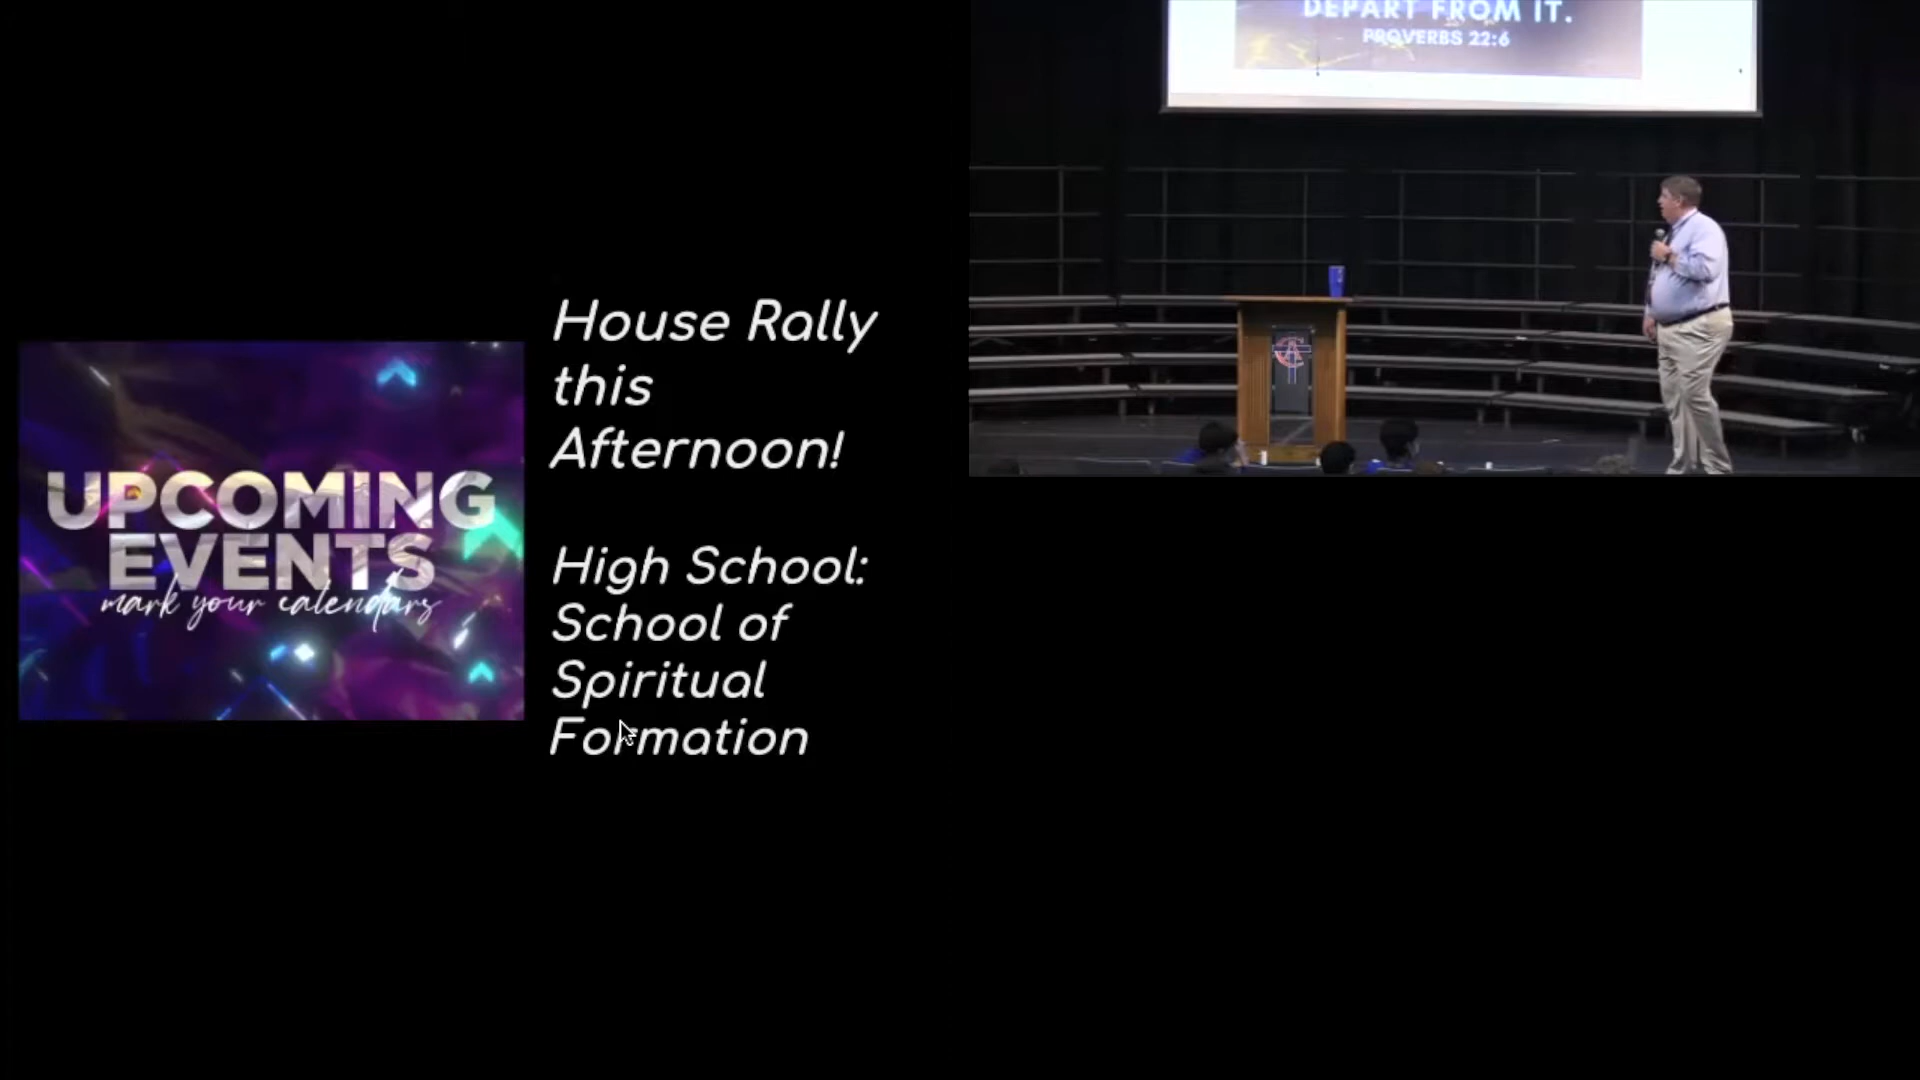 UPCOMING
EVENTS
mark your calendars
House Rally
this
Afternoon!
High School:
School of
Spiritual
Formation
DEPART FROM IT.
PROVERBS 22:6